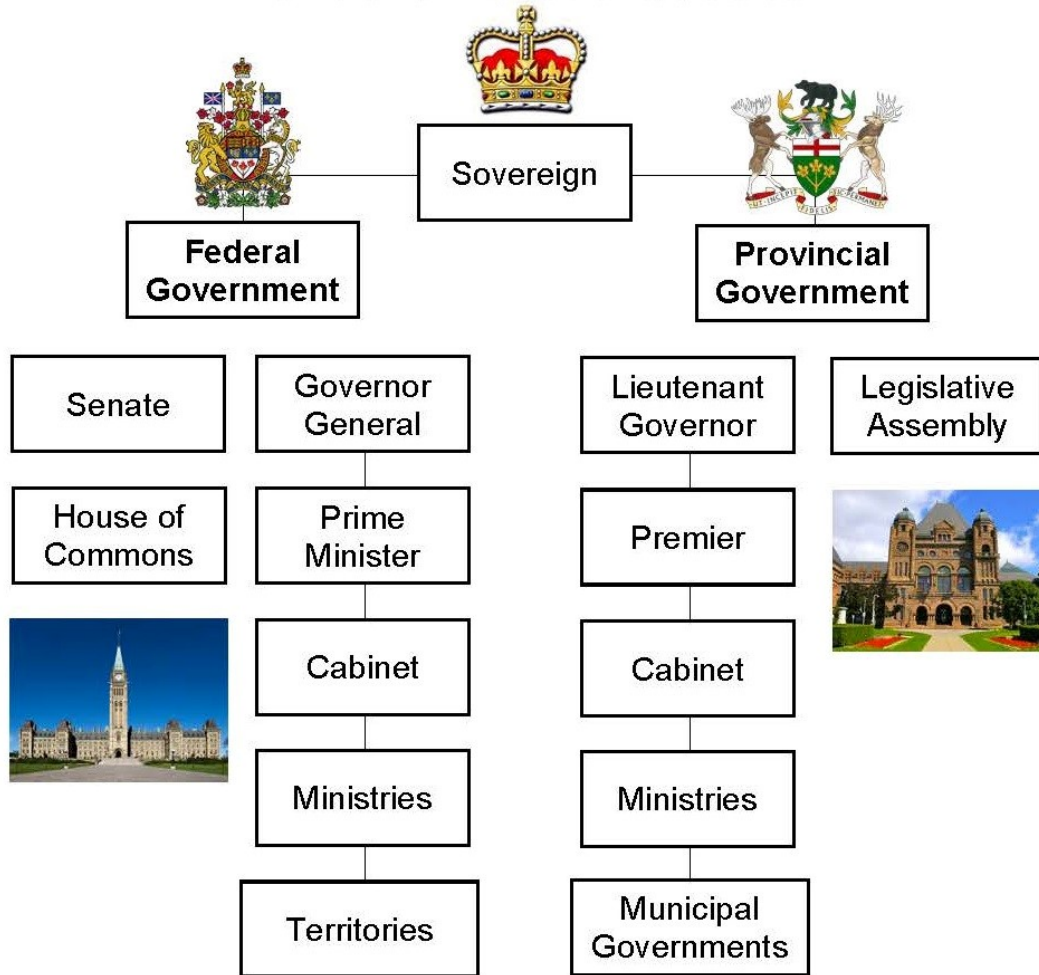 Sovereign
Federal
Government
Provincial
Government
Senate
Governor
General
Lieutenant
Governor
Legislative
Assembly
House of
Commons
Prime
Minister
Premier
Cabinet
Cabinet
Ministries
Ministries
Territories
Municipal
Governments